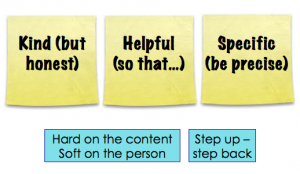 Kind (but
honest)
Helpful
(so that...)
Specific
(be precise)
Hard on the content
Soft on the person
Step up –
step back